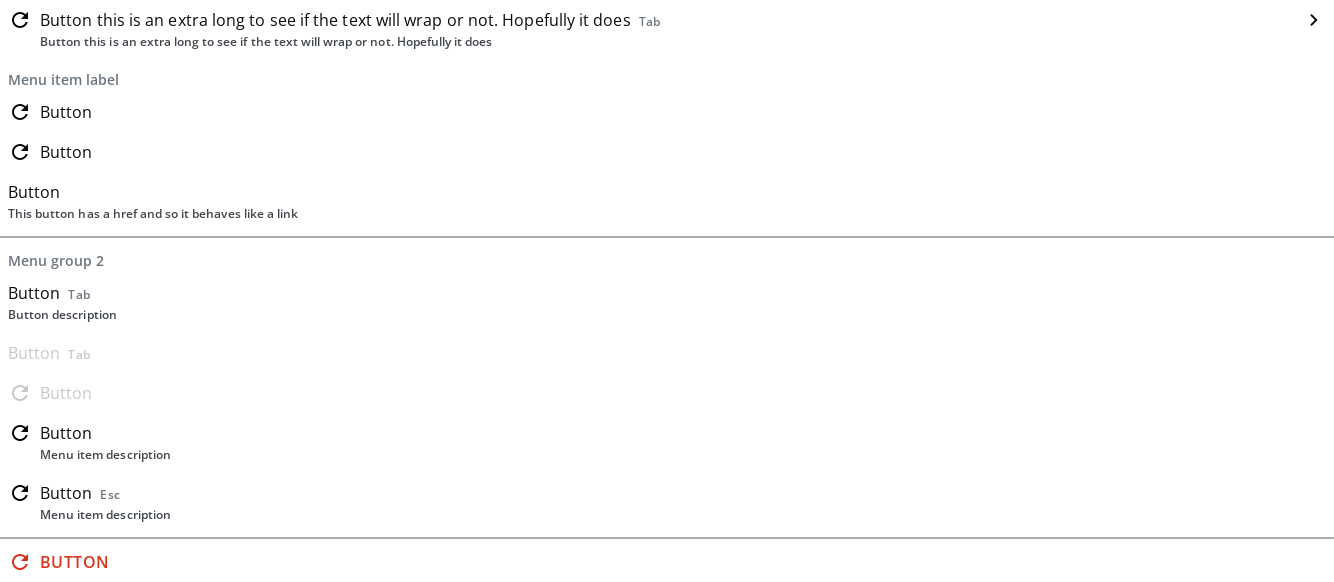 Button this is an extra long to see if the text will wrap or not. Hopefully it does Tab
Button this is an extra long to see if the text will wrap or not. Hopefully it does
Menu item label
Button
Button
Button
This button has a href and so it behaves like a link
Menu group 2
Button Tab
Button description
Button Tab
Button
Button
Menu item description
Button Esc
Menu item description
BUTTON